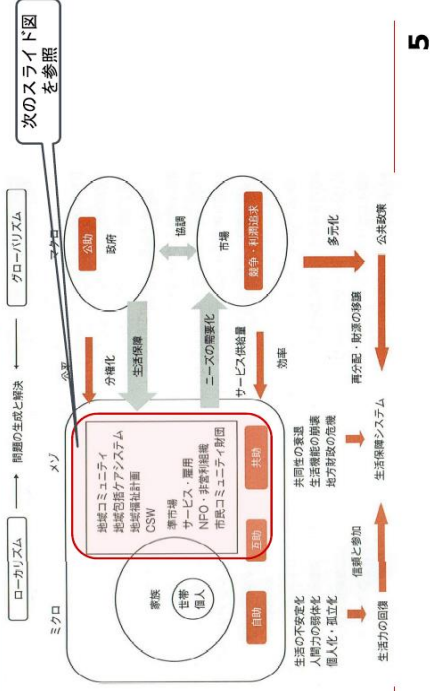 次のスライド図
を参照
ローカリズム
問題の生成と解決
グローバリズム
ミクロ
メゾ
マクロ
地域コミュニティ
地域包括ケアシステム
地域福祉計画
CSW
準市場
サービス・雇用
NFO・非営利組織
市民コミュニティ財団
家族
世帯
個人
自助
互助
共助
公平
分権化
生活保障
ニーズの需要化
サービス供給量
効率
公助
政府
協調
市場
競争・利潤追求
生活の不安定化
人間力の弱体化
個人化・孤立化
共同性の衰退
生活機能の崩壊
地方財政の危機
多元化
生活力の回復
信頼と参加
生活保障システム
再分配・財源の移譲
公共政策
5